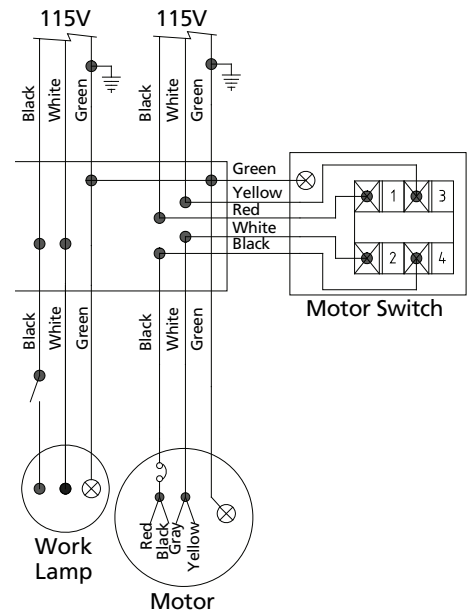 115V 115V
Black White Green Black White Green
Green
Yellow
Red
White
Black
1 3
2 4
Motor Switch
Black White Green Black White Green
Red Black Gray Yellow
Work
Lamp
Motor